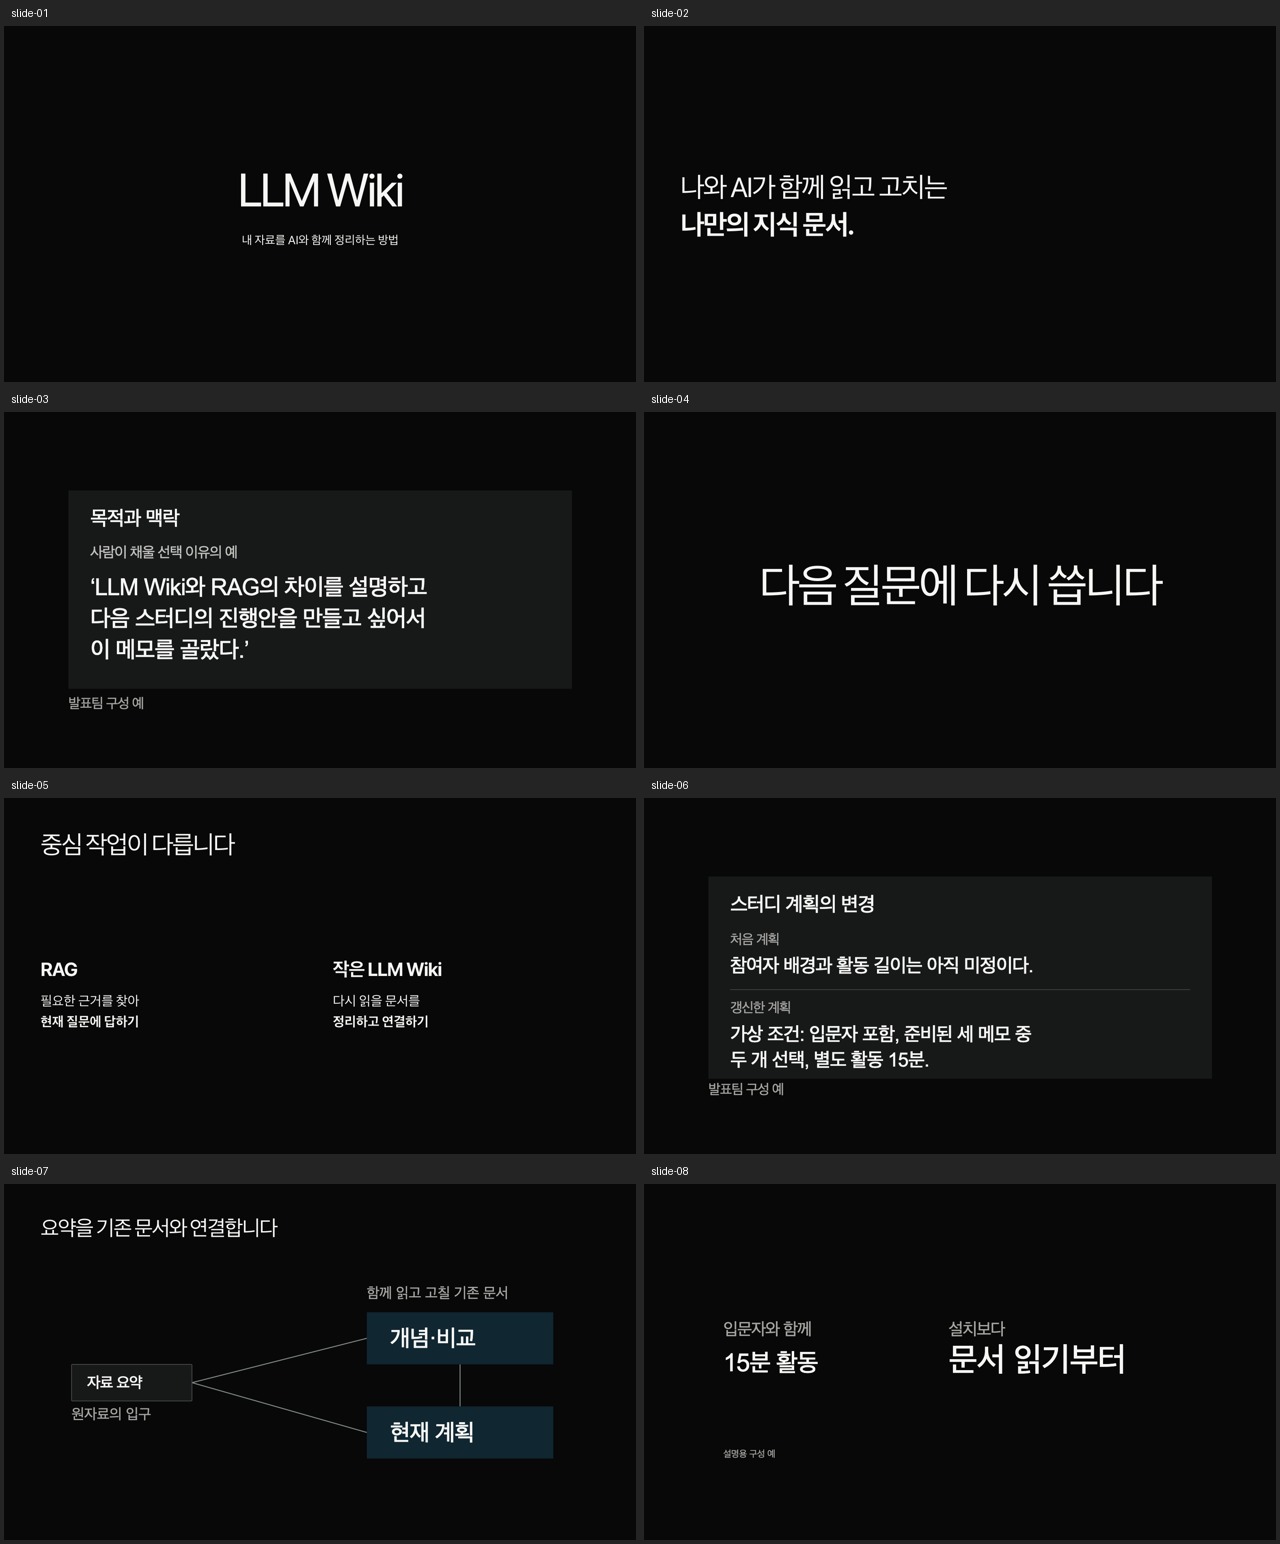 slide-01
LLM Wiki
내 자료를 AI와 함께 정리하는 방법
slide-02
나와 AI가 함께 읽고 고치는
나만의 지식 문서.
slide-03
목적과 맥락
사람이 채울 선택 이유의 예
‘LLM Wiki와 RAG의 차이를 설명하고
다음 스터디의 진행안을 만들고 싶어서
이 메모를 골랐다.’
발표팀 구성 예
slide-04
다음 질문에 다시 씁니다
slide-05
중심 작업이 다릅니다
RAG
필요한 근거를 찾아
현재 질문에 답하기
작은 LLM Wiki
다시 읽을 문서를
정리하고 연결하기
slide-06
스터디 계획의 변경
처음 계획
참여자 배경과 활동 길이는 아직 미정이다.
갱신한 계획
가상 조건: 입문자 포함, 준비된 세 메모 중
두 개 선택, 별도 활동 15분.
발표팀 구성 예
slide-07
요약을 기존 문서와 연결합니다
함께 읽고 고칠 기존 문서
개념·비교
자료 요약
원자료의 입구
현재 계획
slide-08
입문자와 함께
15분 활동
설치보다
문서 읽기부터
설명용 구성 예